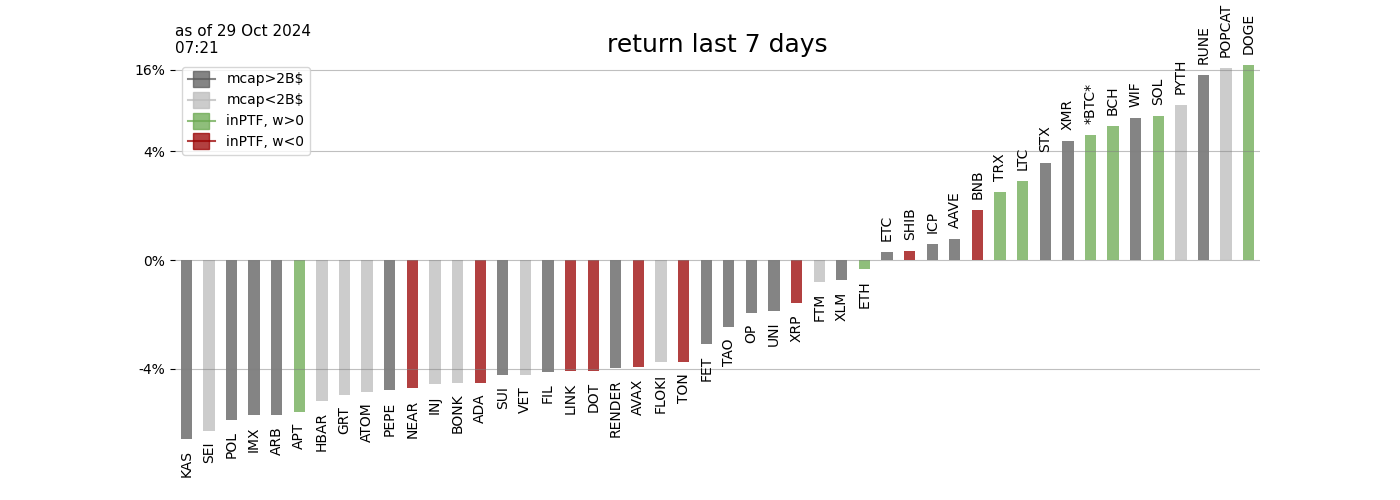 as of 29 Oct 2024
07:21
return last 7 days
16%
4%
0%
-4%
mcap>2B$
mcap<2B$
inPTF, w>0
inPTF, w<0
KAS
SEI
POL
IMX
ARB
APT
HBAR
GRT
ATOM
PEPE
NEAR
INJ
BONK
ADA
SUI
VET
FIL
LINK
DOT
RENDER
AVAX
FLOKI
TON
FET
TAO
OP
UNI
XRP
FTM
XLM
ETH
ETC
SHIB
ICP
AAVE
BNB
TRX
LTC
STX
XMR
*BTC*
BCH
WIF
SOL
PYTH
RUNE
POPCAT
DOGE